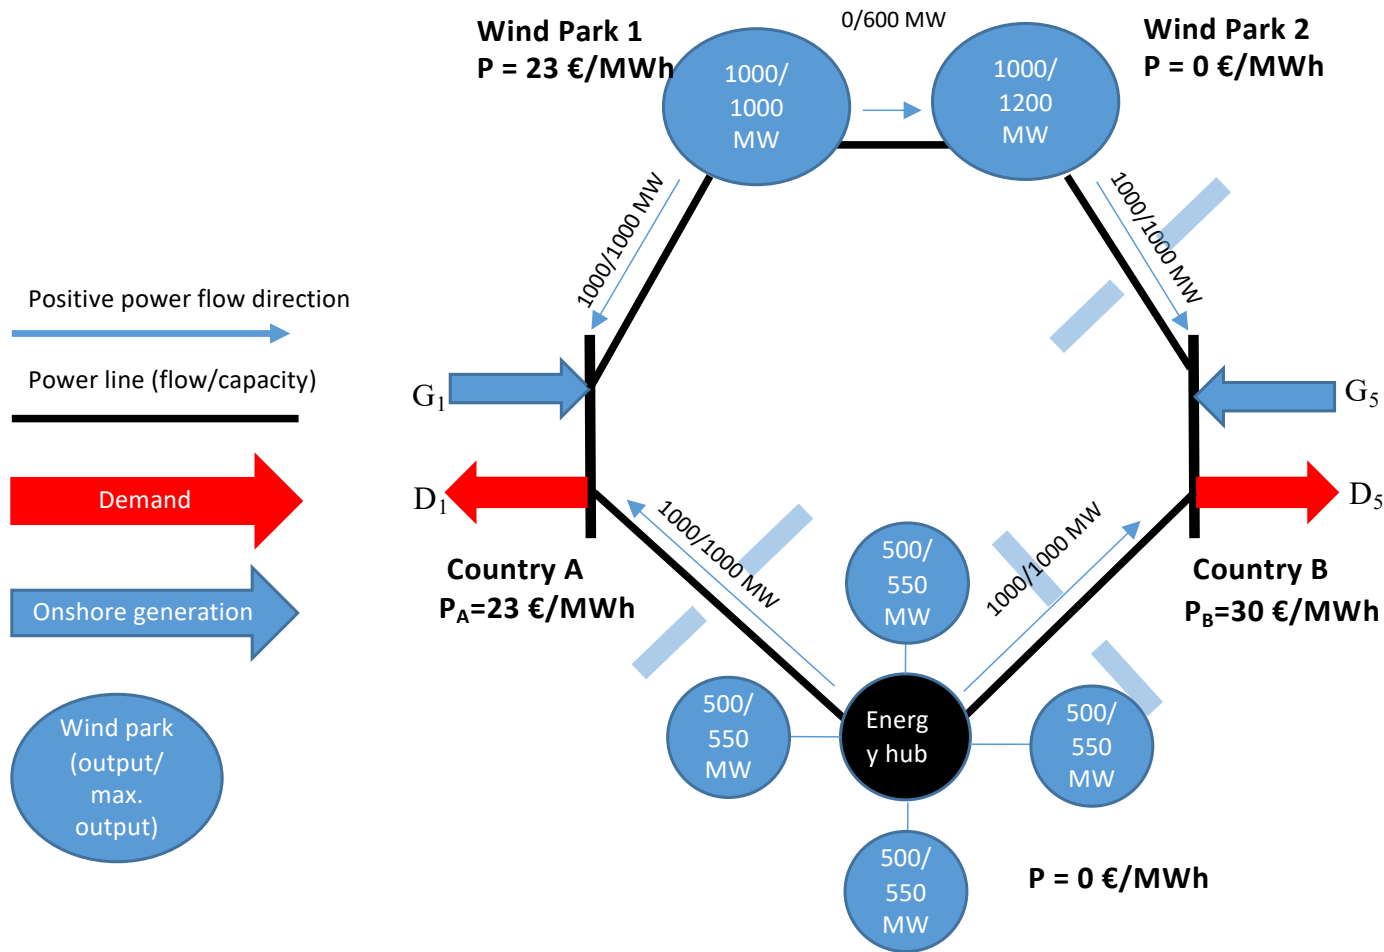 Wind Park 1
P = 23 €/MWh
0/600 MW
Wind Park 2
P = 0 €/MWh
1000/
1000
MW
1000/
1200
MW
1000/1000 MW
1000/1000 MW
Positive power flow direction
Power line (flow/capacity)
Demand
Onshore generation
Wind park
(output/
max.
output)
G1
D1
G5
D5
Country A
PA=23 €/MWh
Country B
PB=30 €/MWh
1000/1000 MW
1000/1000 MW
500/
550
MW
500/
550
MW
Energ
y hub
500/
550
MW
500/
550
MW
P = 0 €/MWh